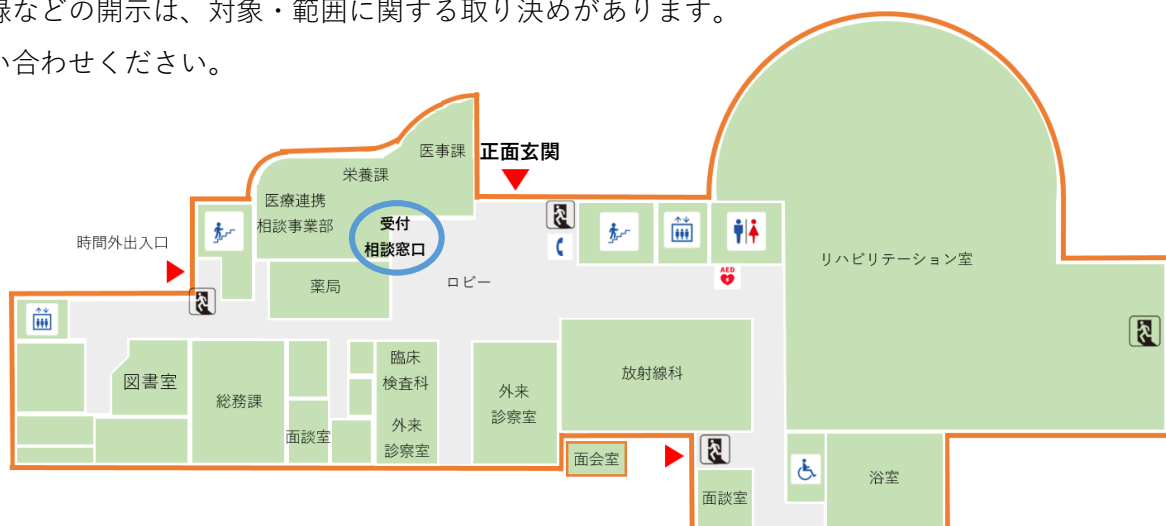 録などの開示は、対象・範囲に関する取り決めがあります。
い合わせください。
医事課
正面玄関
栄養課
医療連携
相談事業部
受付
相談窓口
時間外出入口
薬局
ロビー
AED
リハビリテーション室
図書室
総務課
面談室
臨床
検査科
外来
診察室
外来
診察室
放射線科
面会室
面談室
浴室